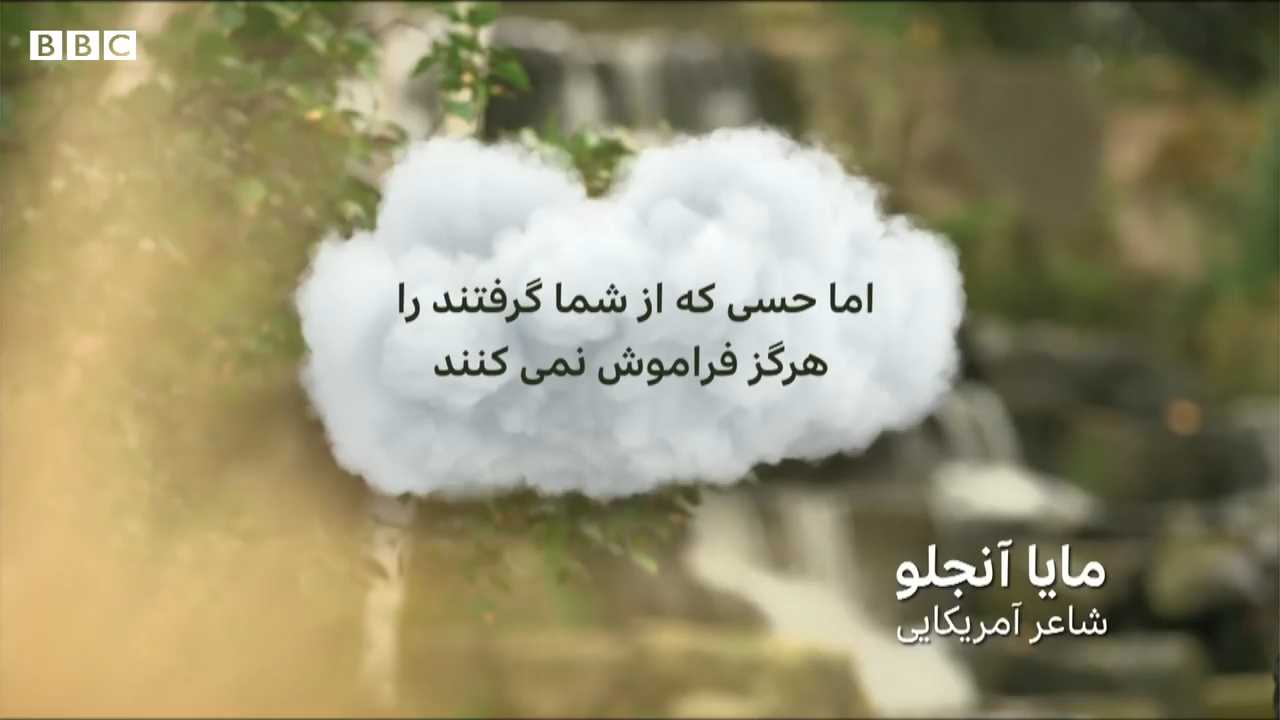 BBC
اما حسی که از شما گرفتند را
هرگز فراموش نمی کنند
مایا آنجلو
شاعر آمریکایی